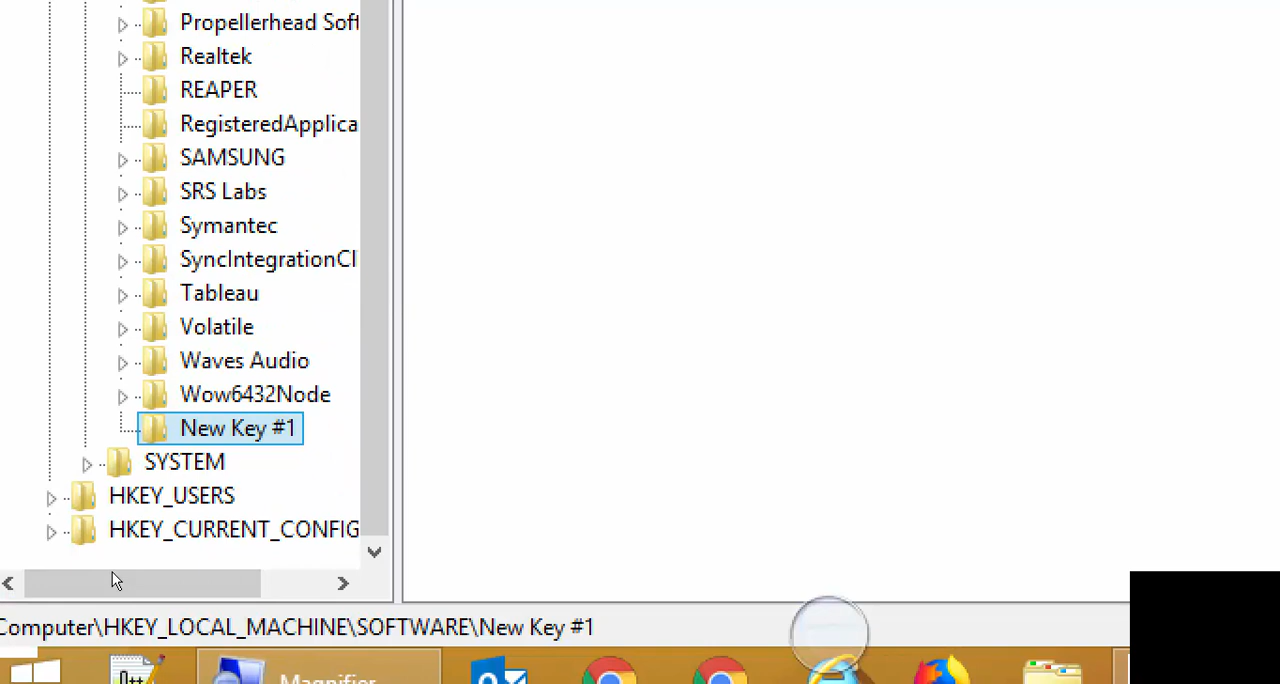 Propellerhead Soft
Realtek
REAPER
RegisteredApplica
SAMSUNG
SRS Labs
Symantec
SyncIntegrationCl
Tableau
Volatile
Waves Audio
Wow6432Node
New Key #1
SYSTEM
HKEY_USERS
HKEY_CURRENT_CONFIG
Computer\HKEY_LOCAL_MACHINE\SOFTWARE\New Key #1
Magnifier